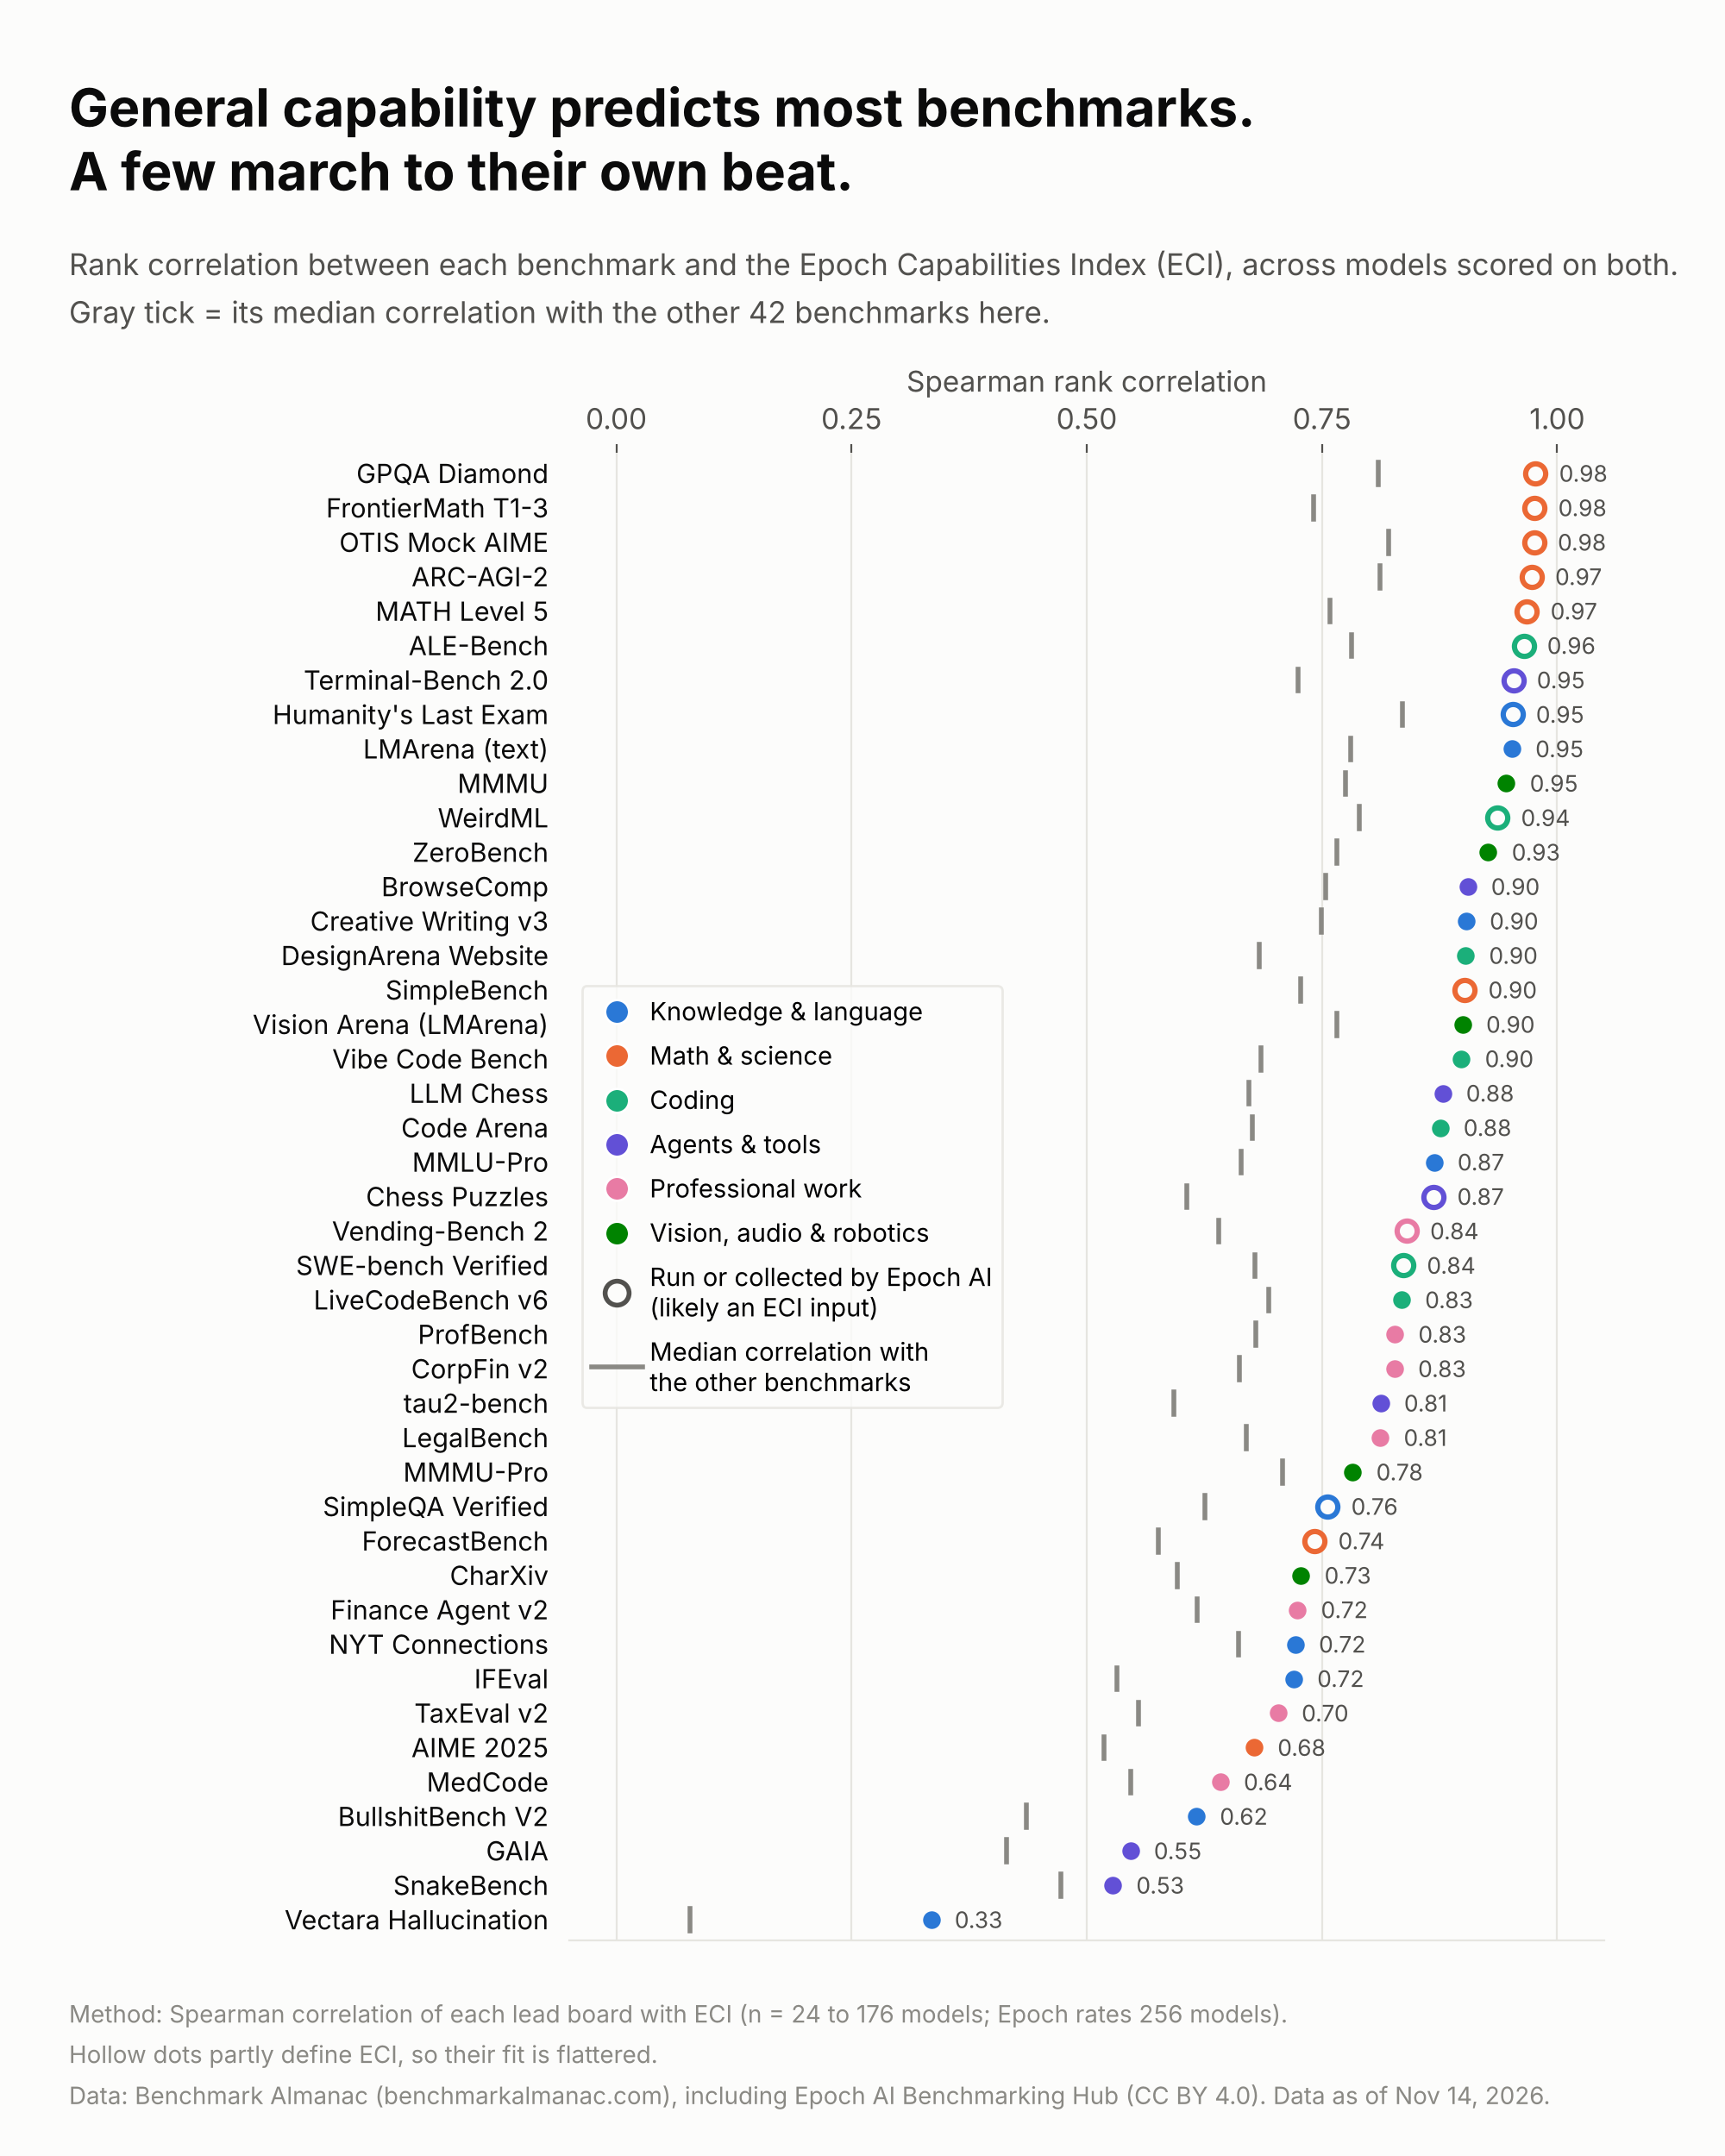 General capability predicts most benchmarks.
A few march to their own beat.
Rank correlation between each benchmark and the Epoch Capabilities Index (ECI), across models scored on both.
Gray tick = its median correlation with the other 42 benchmarks here.
Spearman rank correlation
0.00 0.25 0.50 0.75 1.00
GPQA Diamond 0.98
FrontierMath T1-3 0.98
OTIS Mock AIME 0.98
ARC-AGI-2 0.97
MATH Level 5 0.97
ALE-Bench 0.96
Terminal-Bench 2.0 0.95
Humanity's Last Exam 0.95
LMArena (text) 0.95
MMMU 0.95
WeirdML 0.94
ZeroBench 0.93
BrowseComp 0.90
Creative Writing v3 0.90
DesignArena Website 0.90
SimpleBench 0.90
Vision Arena (LMArena) 0.90
Vibe Code Bench 0.90
LLM Chess 0.88
Code Arena 0.88
MMLU-Pro 0.87
Chess Puzzles 0.87
Vending-Bench 2 0.84
SWE-bench Verified 0.84
LiveCodeBench v6 0.83
ProfBench 0.83
CorpFin v2 0.83
tau2-bench 0.81
LegalBench 0.81
MMMU-Pro 0.78
SimpleQA Verified 0.76
ForecastBench 0.74
CharXiv 0.73
Finance Agent v2 0.72
NYT Connections 0.72
IFEval 0.72
TaxEval v2 0.70
AIME 2025 0.68
MedCode 0.64
BullshitBench V2 0.62
GAIA 0.55
SnakeBench 0.53
Vectara Hallucination 0.33
Knowledge & language
Math & science
Coding
Agents & tools
Professional work
Vision, audio & robotics
Run or collected by Epoch AI
(likely an ECI input)
Median correlation with
the other benchmarks
Method: Spearman correlation of each lead board with ECI (n = 24 to 176 models; Epoch rates 256 models).
Hollow dots partly define ECI, so their fit is flattered.
Data: Benchmark Almanac (benchmarkalmanac.com), including Epoch AI Benchmarking Hub (CC BY 4.0). Data as of Nov 14, 2026.